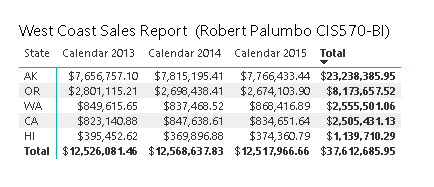 West Coast Sales Report (Robert Palumbo CIS570-BI)
State Calendar 2013 Calendar 2014 Calendar 2015 Total
AK $7,656,757.10 $7,815,195.41 $7,766,433.44 $23,238,385.95
OR $2,801,115.21 $2,698,438.41 $2,674,103.90 $8,173,657.52
WA $849,615.65 $837,468.52 $868,416.89 $2,555,501.06
CA $823,140.88 $847,638.61 $834,651.64 $2,505,431.13
HI $395,452.62 $369,896.88 $374,360.79 $1,139,710.29
Total $12,526,081.46 $12,568,637.83 $12,517,966.66 $37,612,685.95